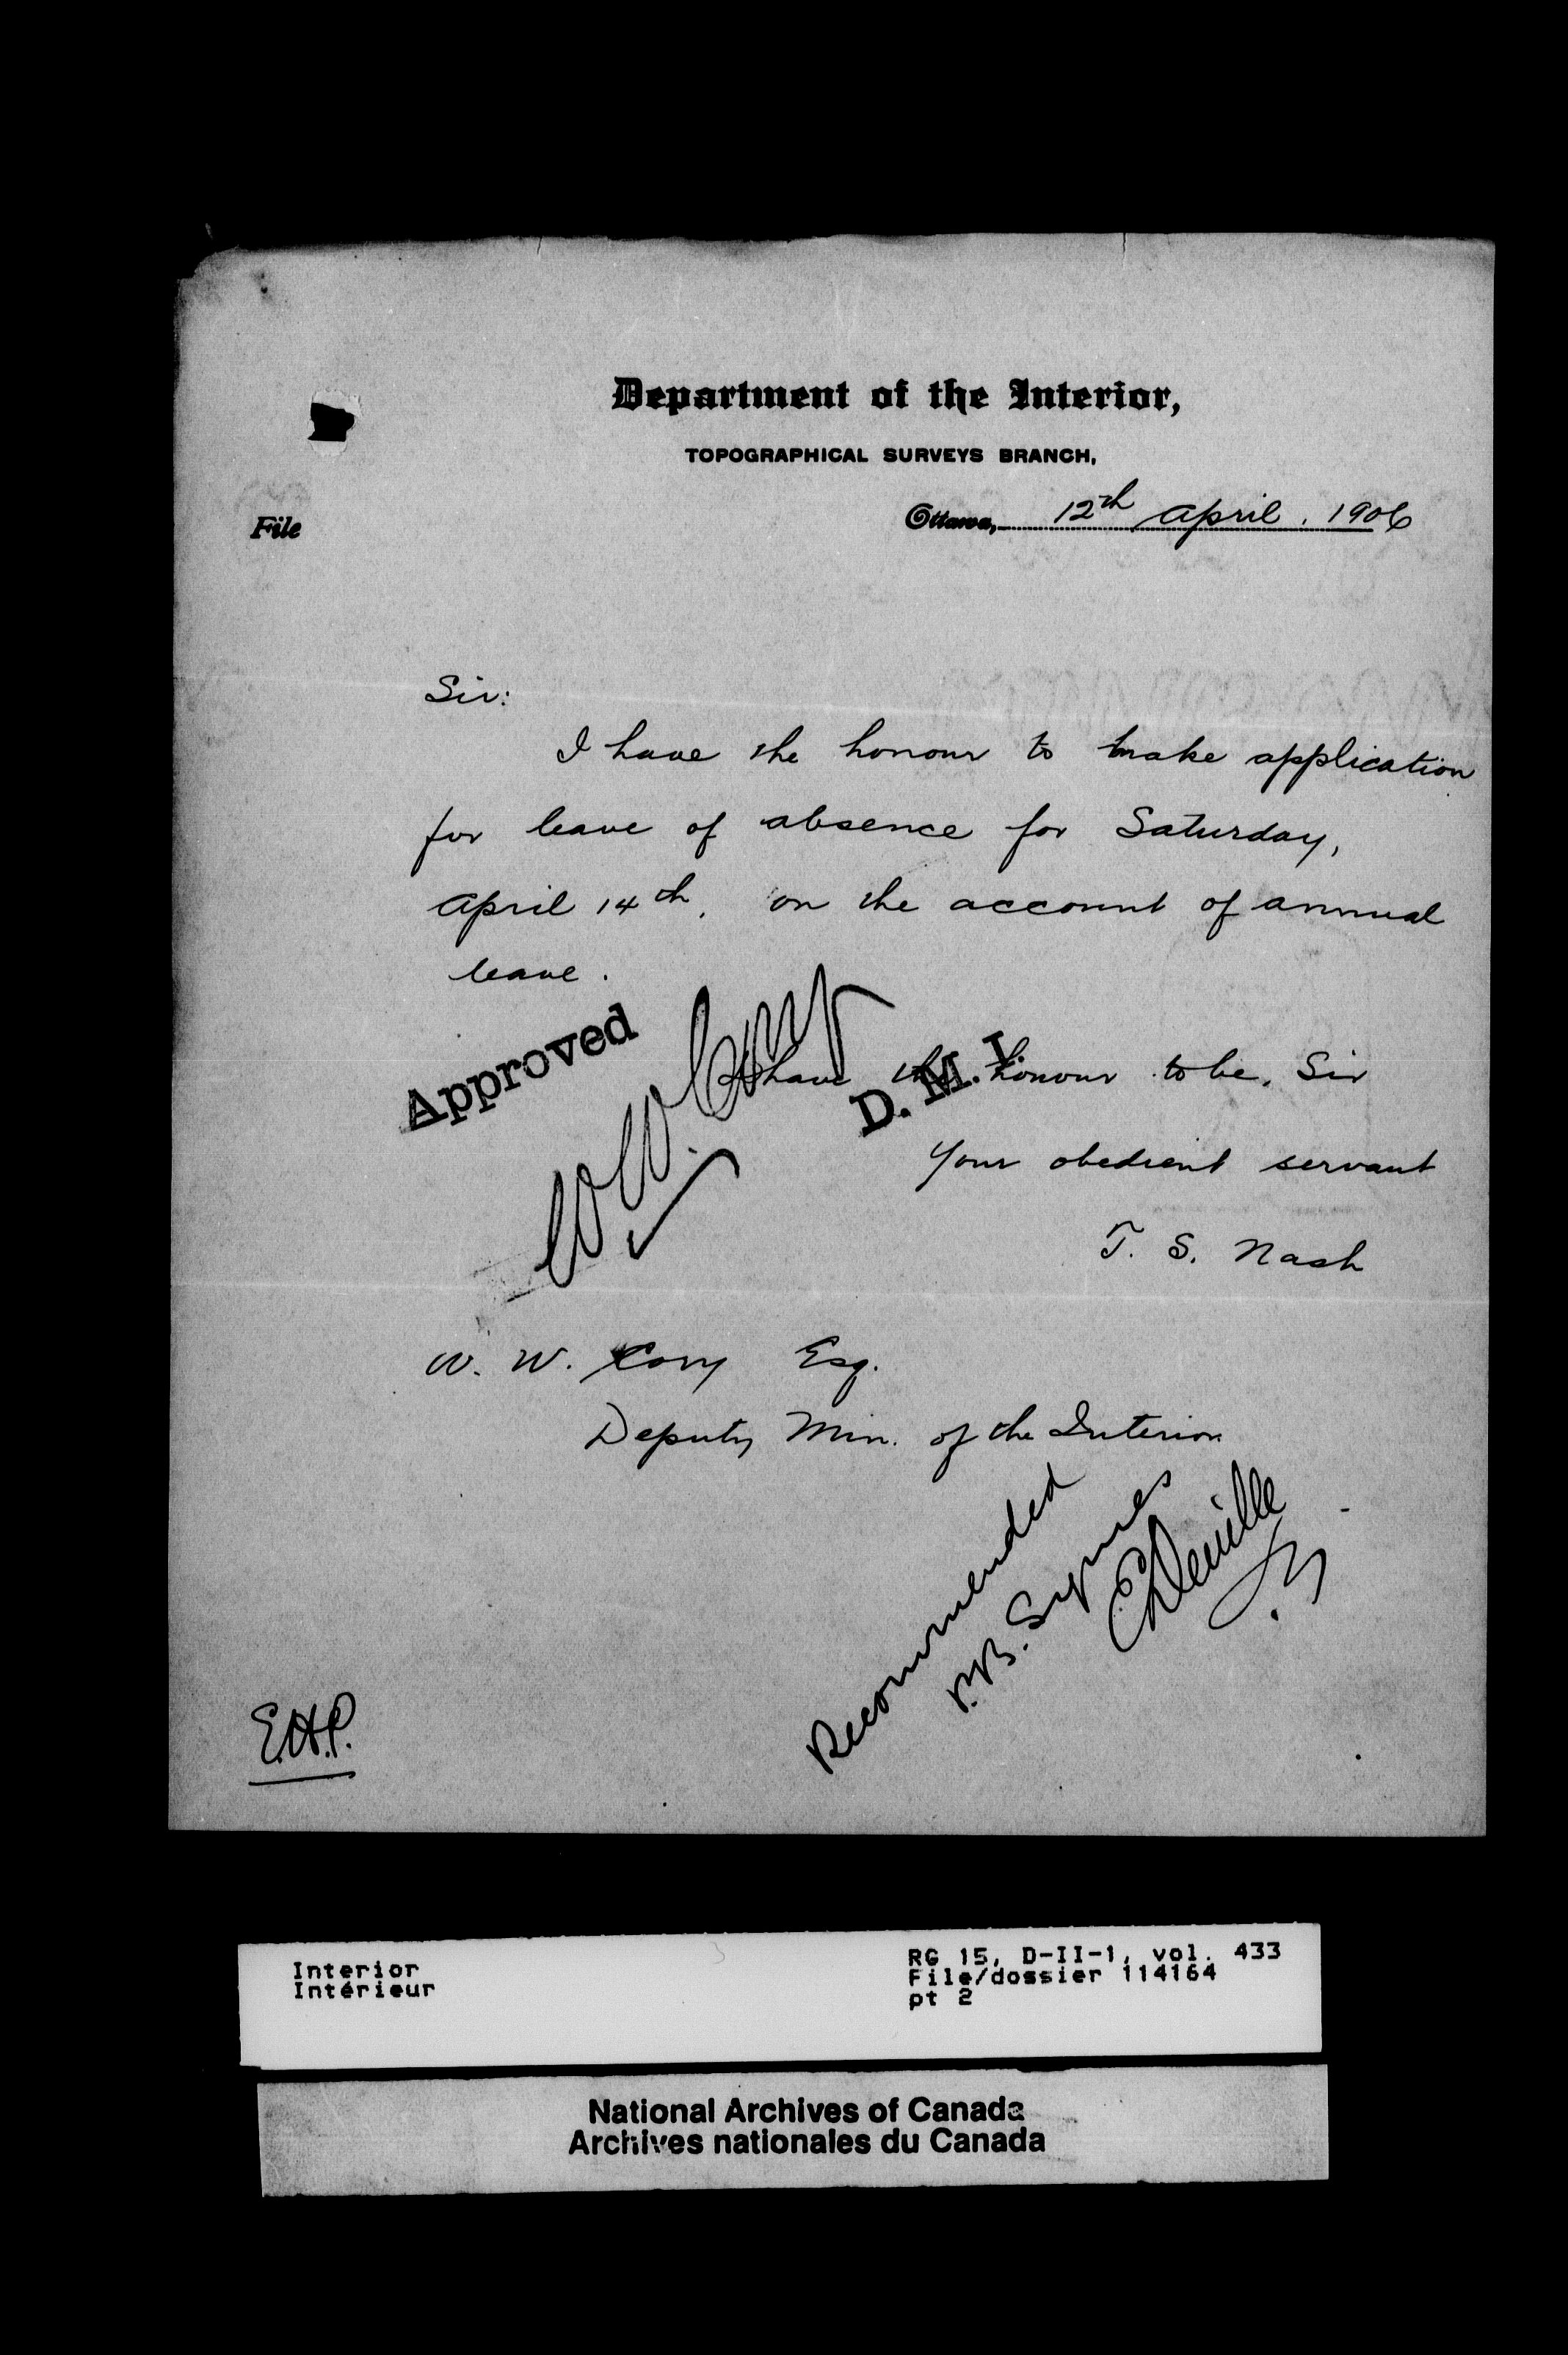 Department of the Interior,
TOPOGRAPHICAL SURVEYS BRANCH,
File
Ottawa, 12th April. 1906
Sir:
I have the honour to make application
for leave of absence for Saturday,
April 14th, on the account of annual
leave.
Approved
W. W. Cory
D. M. I.
I have the honour to be, Sir
Your obedient servant
T. S. Nash
W. W. Cory Esq.
Deputy Min. of the Interior
Recommended
P. B. Symes
E Deville
E.H.P.
Interior
Intérieur
RG 15, D-II-1, vol. 433
File/dossier 114164
pt 2
National Archives of Canada
Archives nationales du Canada